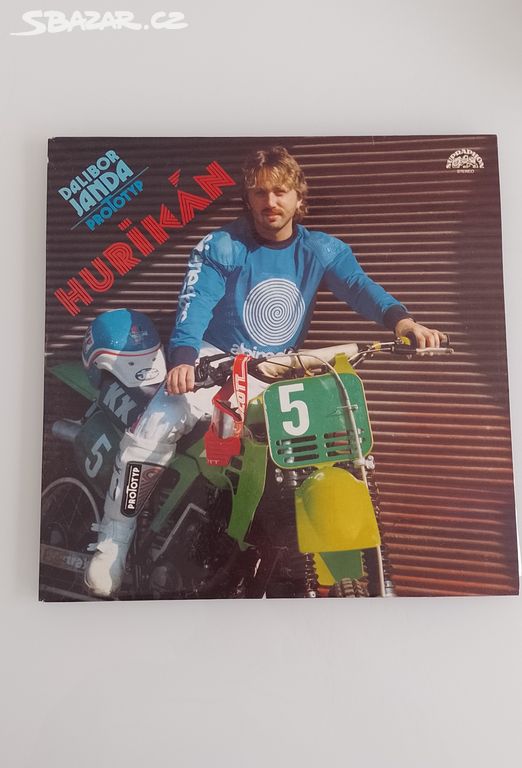 SBAZAR.CZ
SUPRAPHON
STEREO
DALIBOR
JANDA
PROTOTYP
HURIKÁN
KX
5
5
PROTOTYP